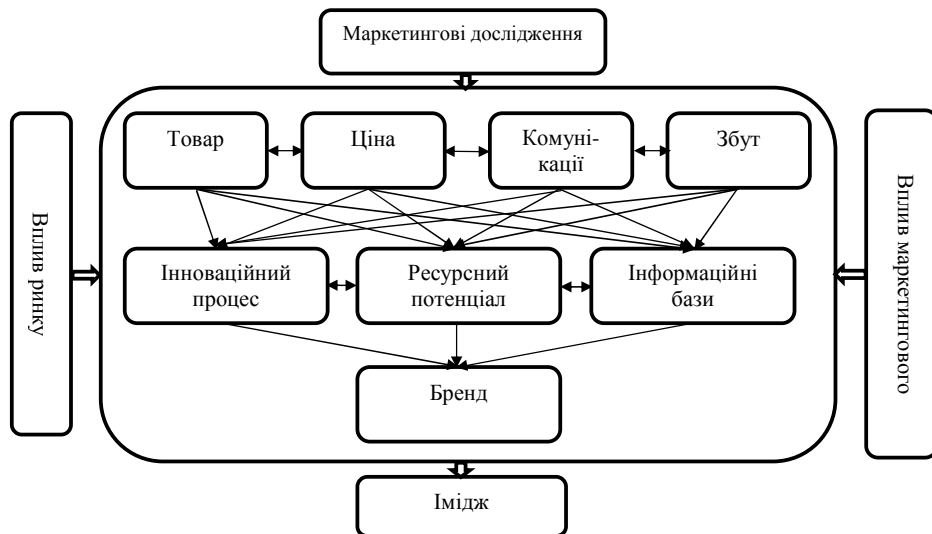 Маркетингові дослідження
Товар
Ціна
Комуні-
кації
Збут
Вплив ринку
Вплив маркетингового
Інноваційний
процес
Ресурсний
потенціал
Інформаційні
бази
Бренд
Імідж